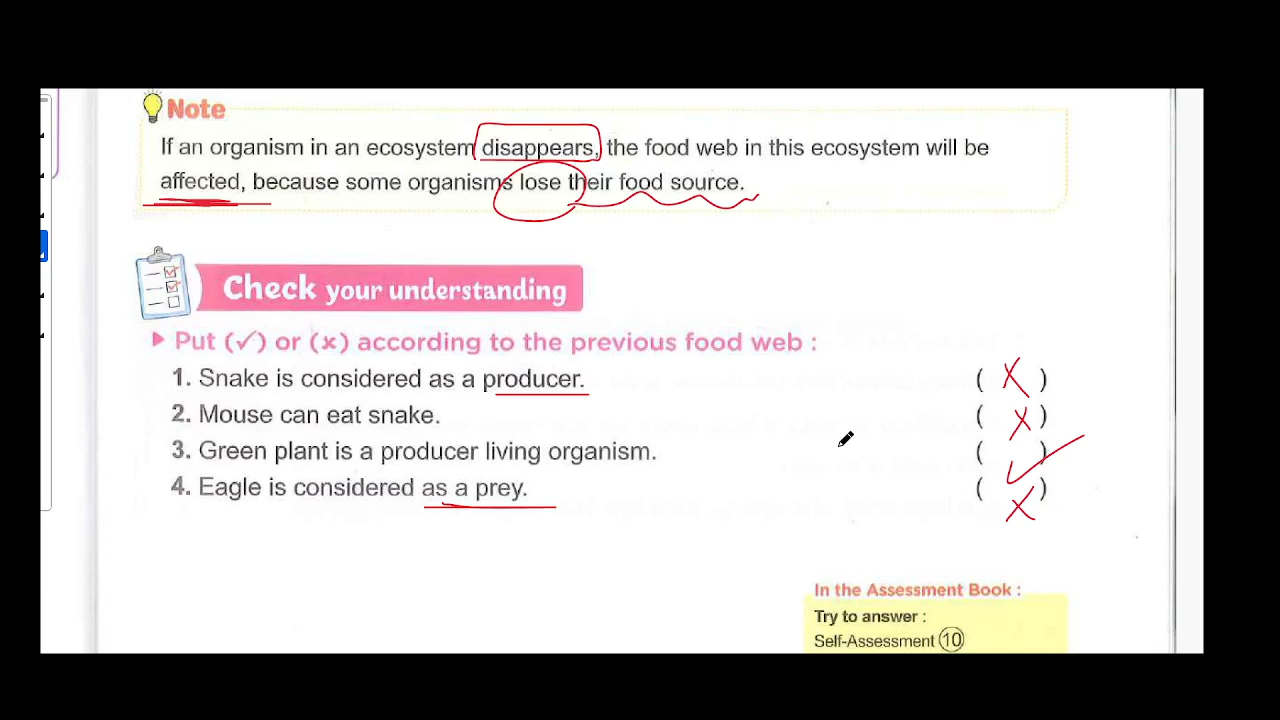 Note
If an organism in an ecosystem disappears, the food web in this ecosystem will be
affected, because some organisms lose their food source.
Check your understanding
Put (✓) or (x) according to the previous food web :
1. Snake is considered as a producer. ( X )
2. Mouse can eat snake. ( X )
3. Green plant is a producer living organism. ( ✓ )
4. Eagle is considered as a prey. ( X )
In the Assessment Book :
Try to answer :
Self-Assessment 10